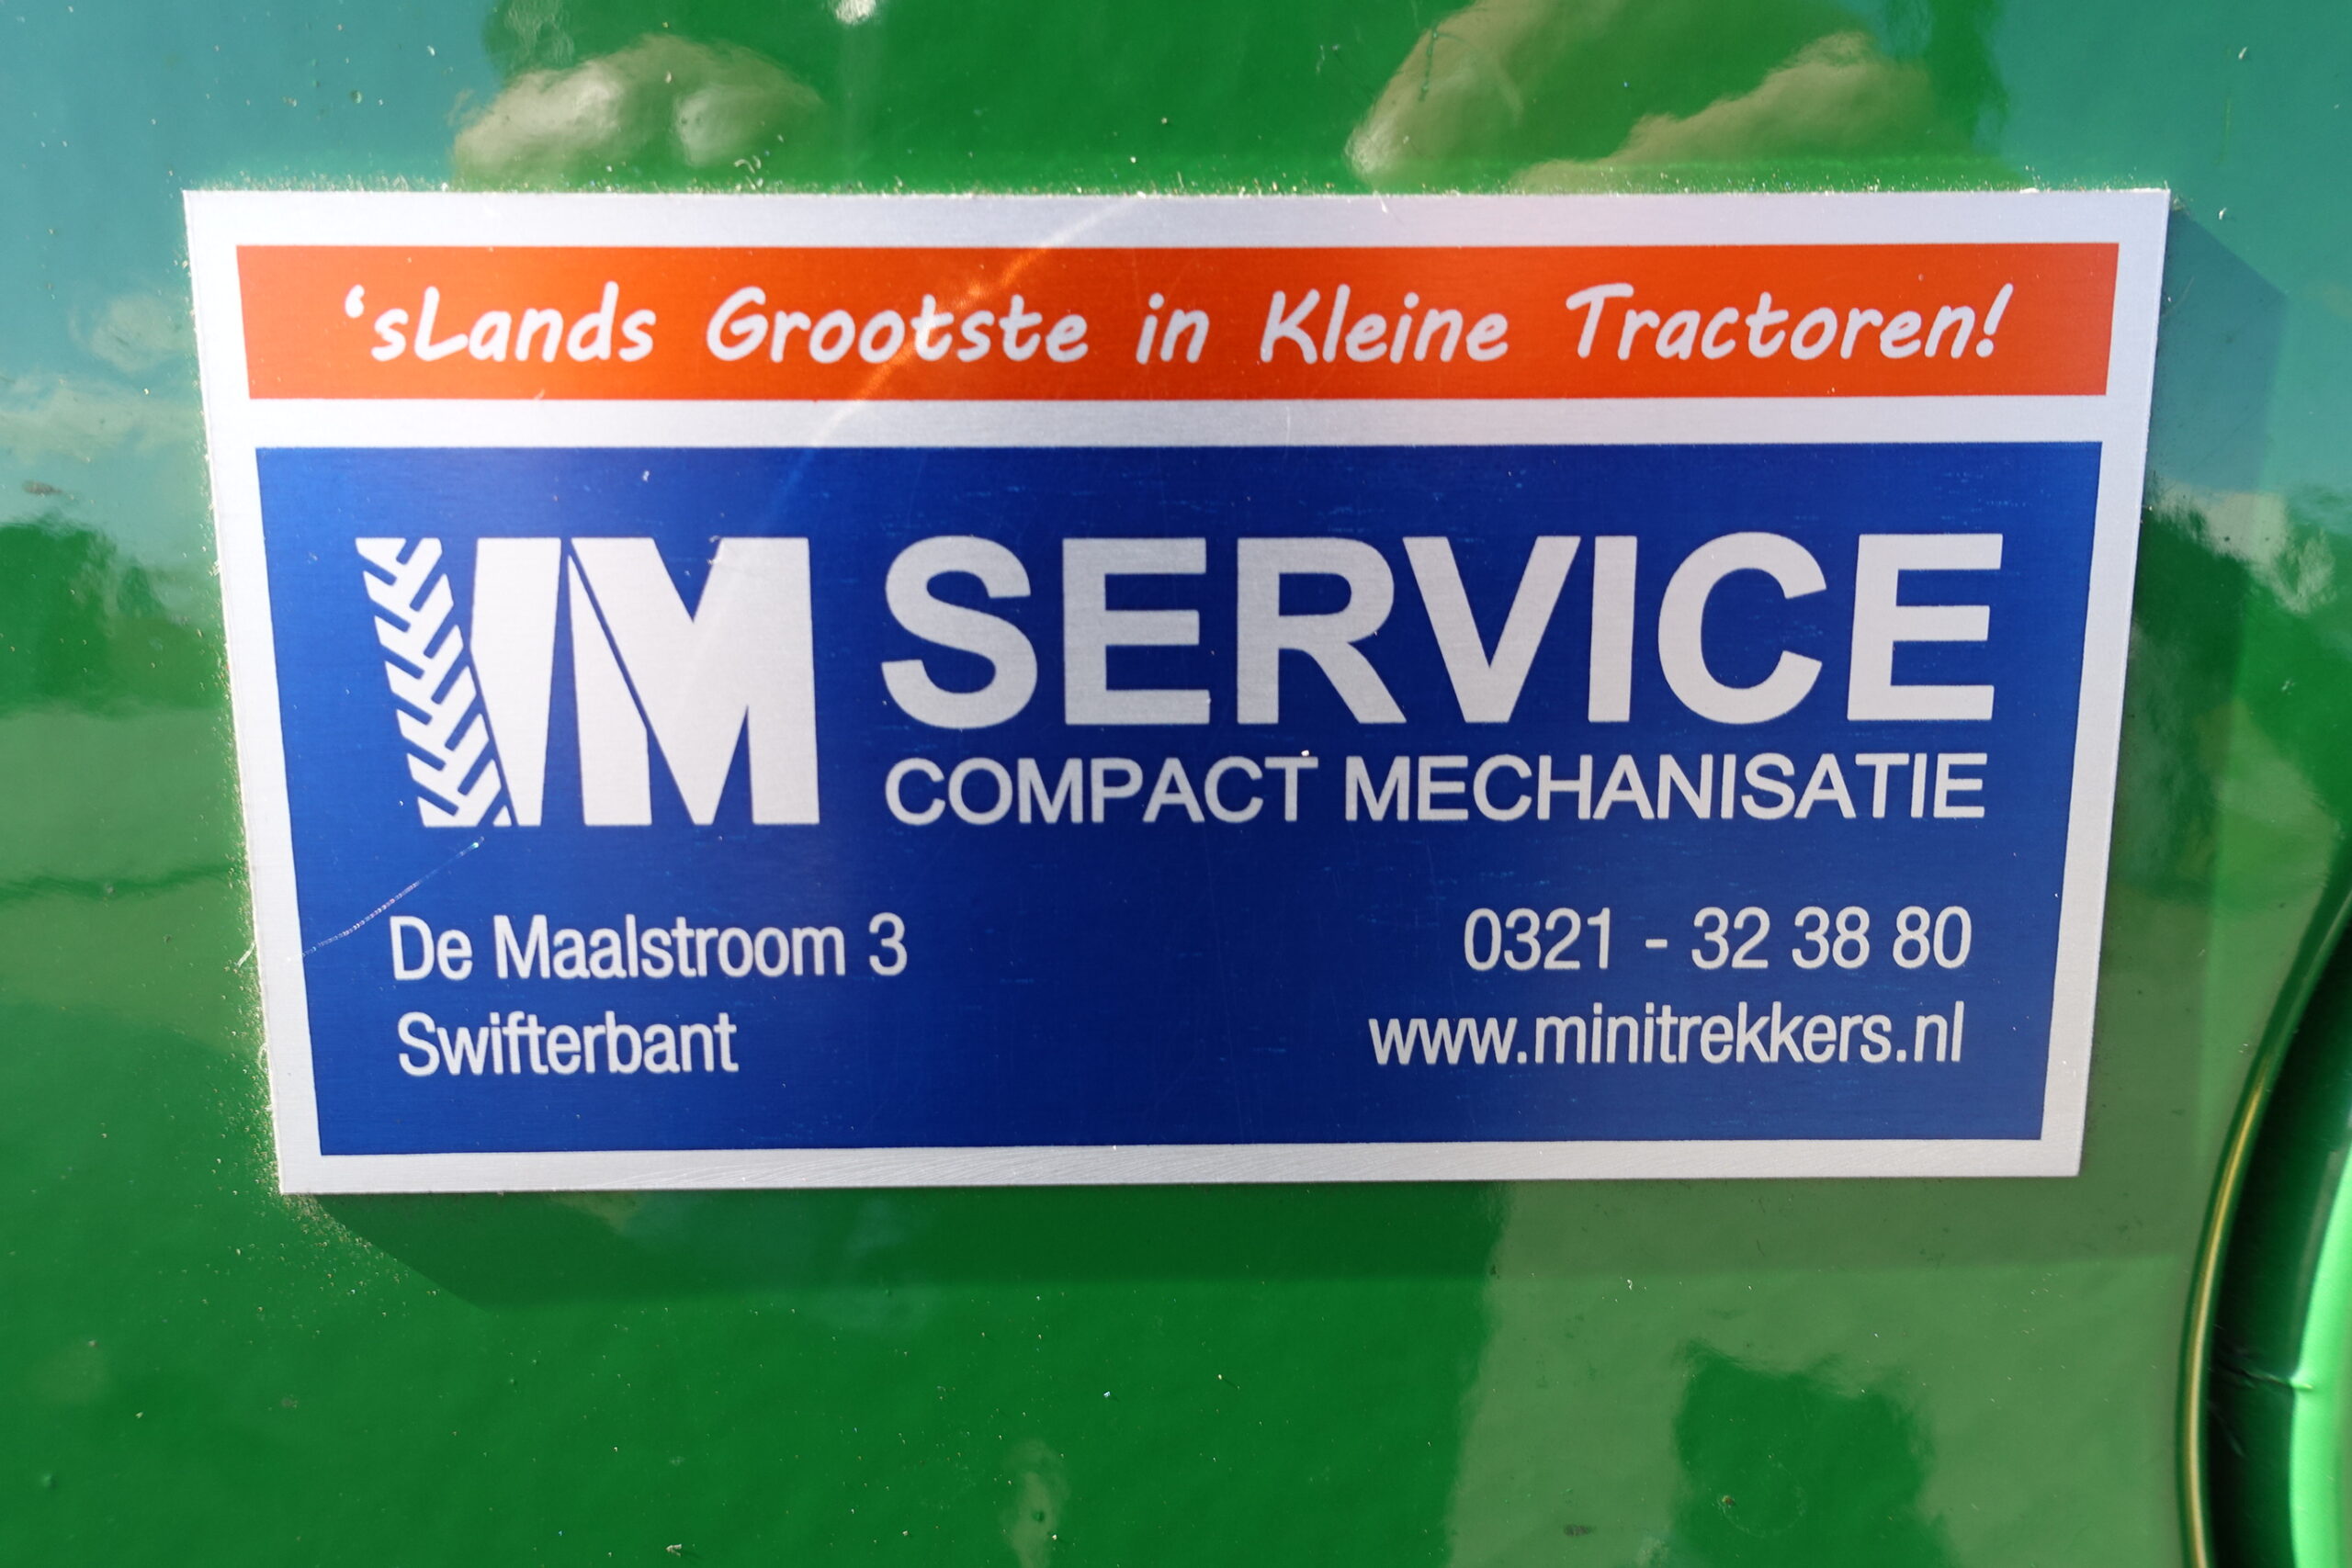 ‘sLands Grootste in Kleine Tractoren!
VM SERVICE
COMPACT MECHANISATIE
De Maalstroom 3
0321 - 32 38 80
Swifterbant
www.minitrekkers.nl